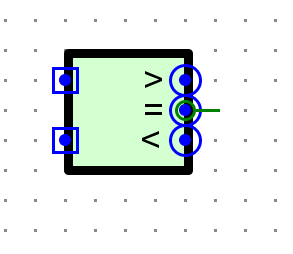 >
=
<